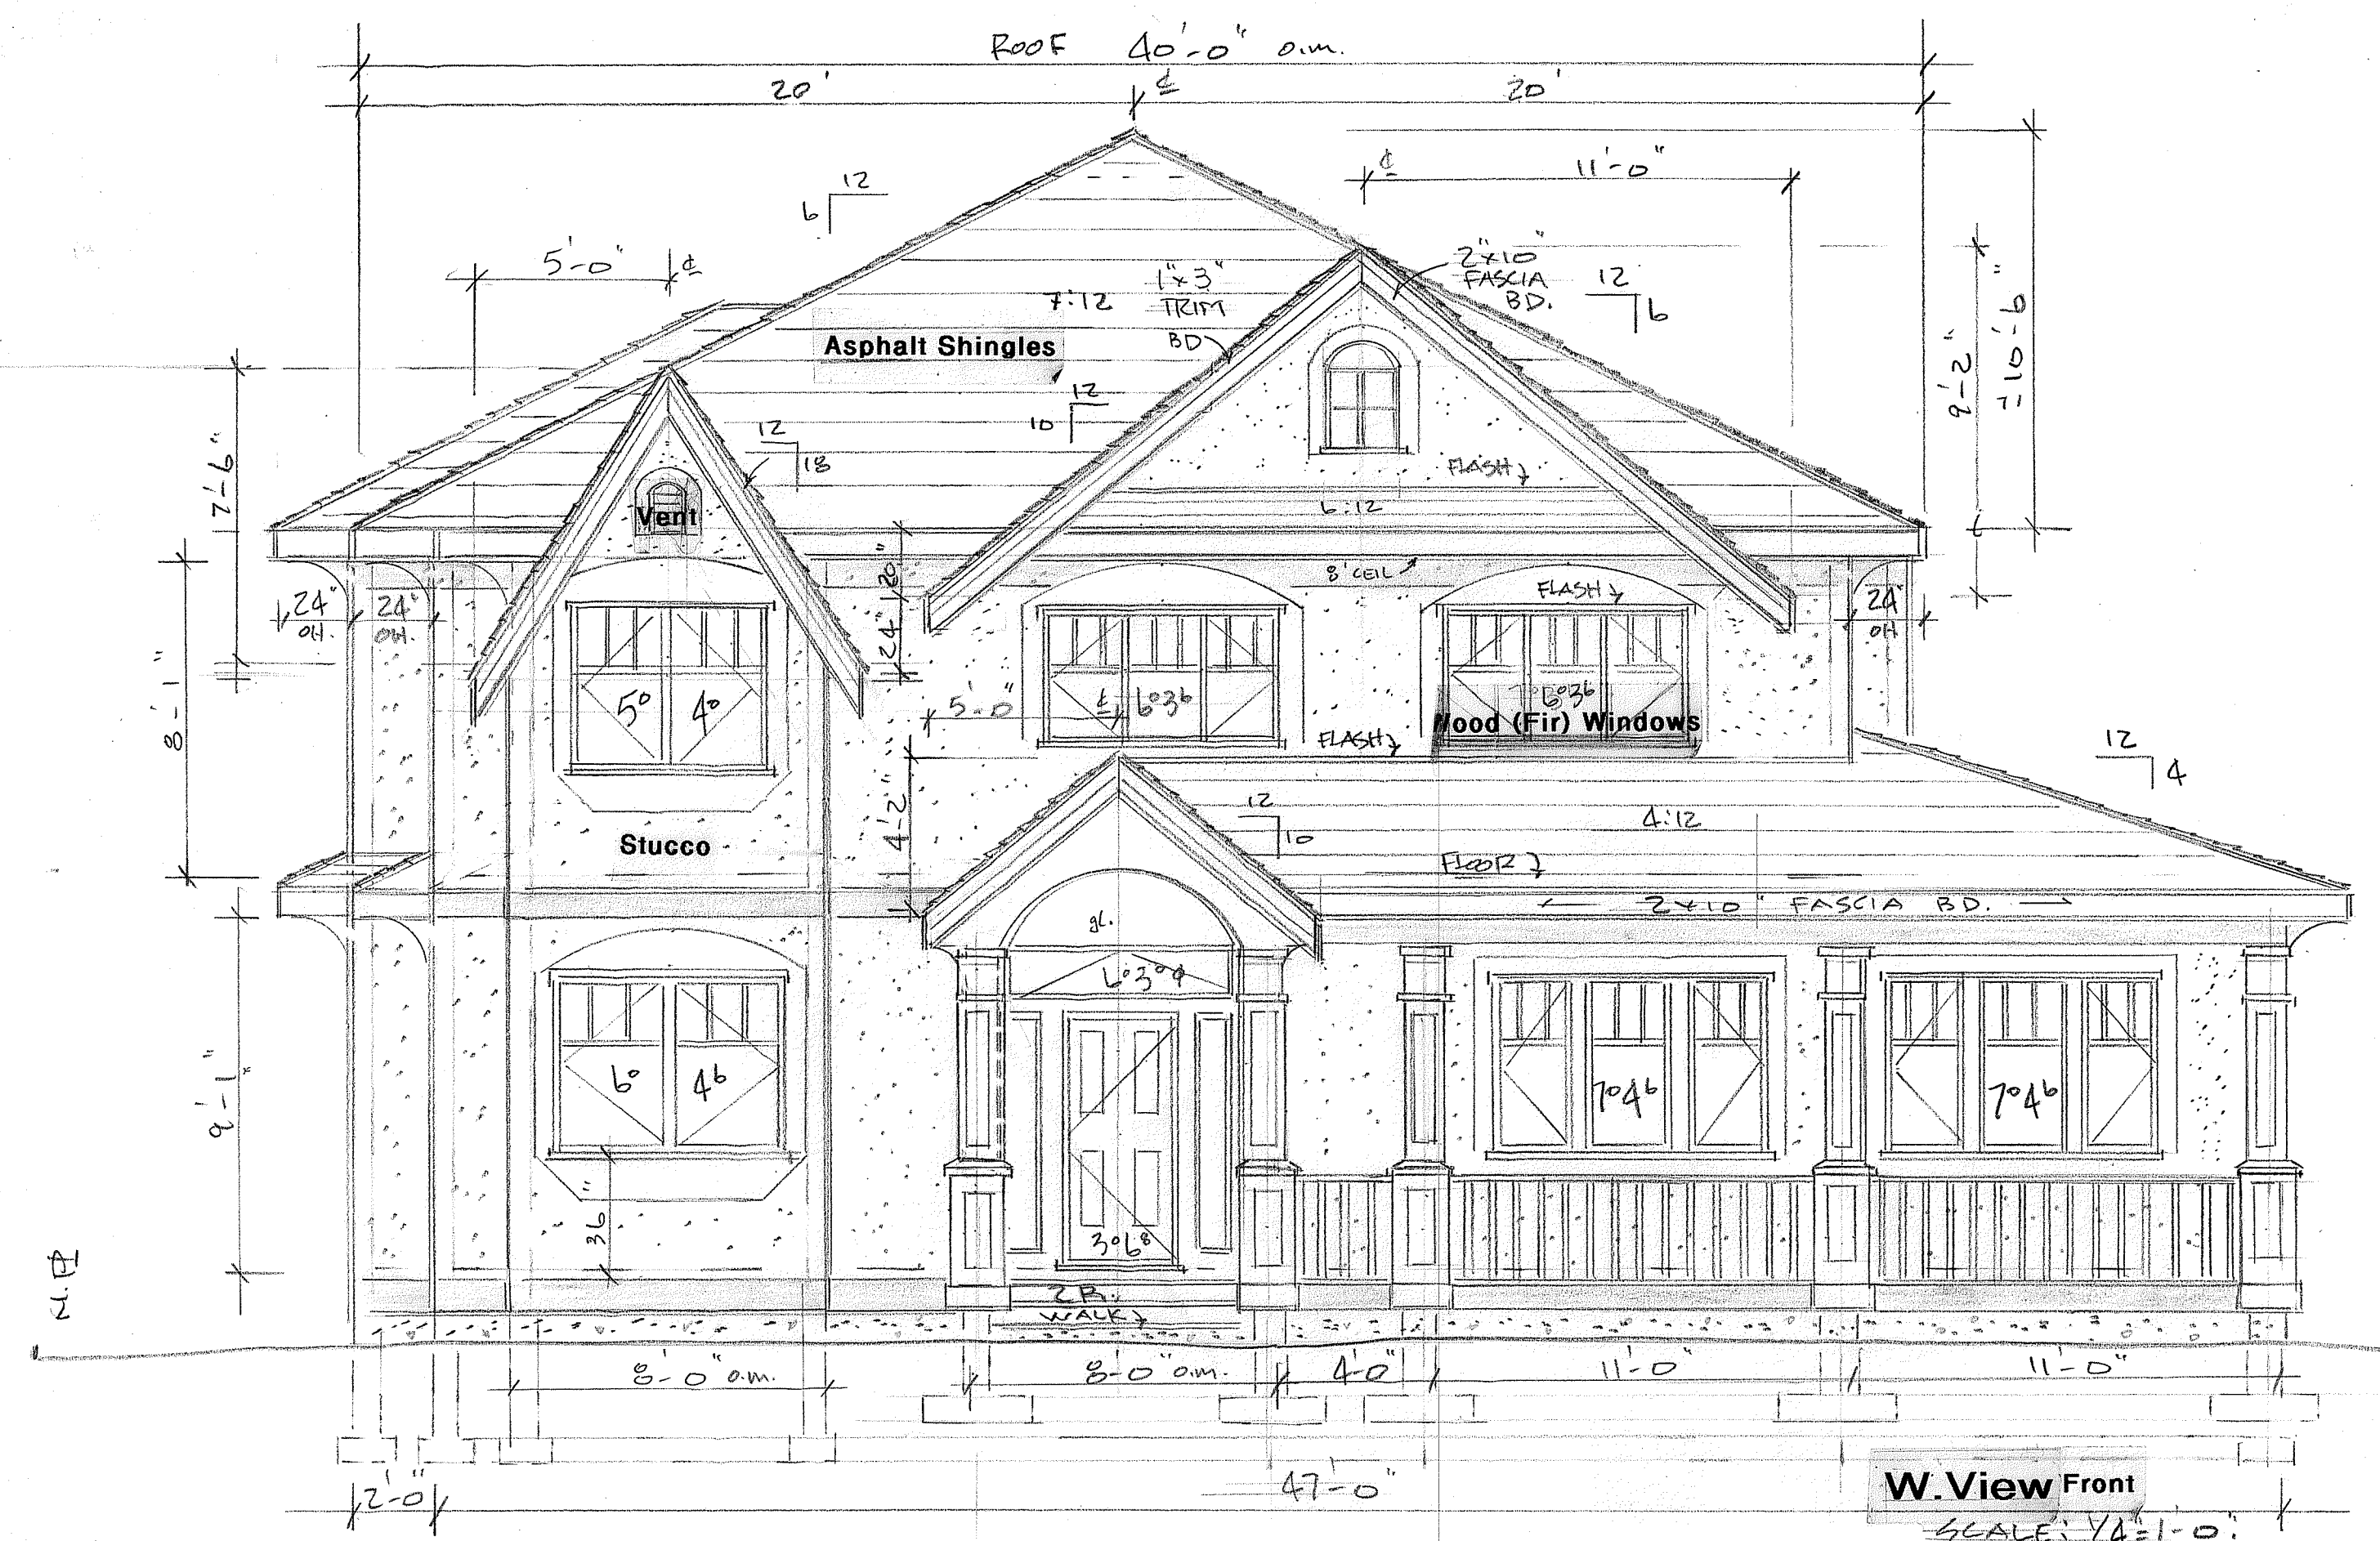 ROOF 40'-0" o.m.
20' ¢ 20'
¢ 11'-0"
12
6
5'-0" ¢
1"x3"
TRIM
BD
2"x10"
FASCIA
BD.
12
6
7:12
Asphalt Shingles
9'-2"
=10'-6"
12
10
12
18
7'-6"
FLASH
Vent
6:12
8' CEIL
FLASH
24"
OH.
24"
OH.
20"
24"
24"
OH
8'-1"
5° 4°
5'-0" ¢
6°3⁶
6°3⁶
Wood (Fir) Windows
FLASH
12
4
4'-2"
12
10
4:12
Stucco
FLOOR
2x10" FASCIA BD.
gl.
6°3°
9'-1"
6° 4⁶
7°4⁶
7°4⁶
36"
3°6⁸
2R.
WALK
8'-0" o.m. 8'-0" o.m. 4'-0" 11'-0" 11'-0"
2'-0" 47'-0"
W.View Front
SCALE: 1/4"=1'-0".